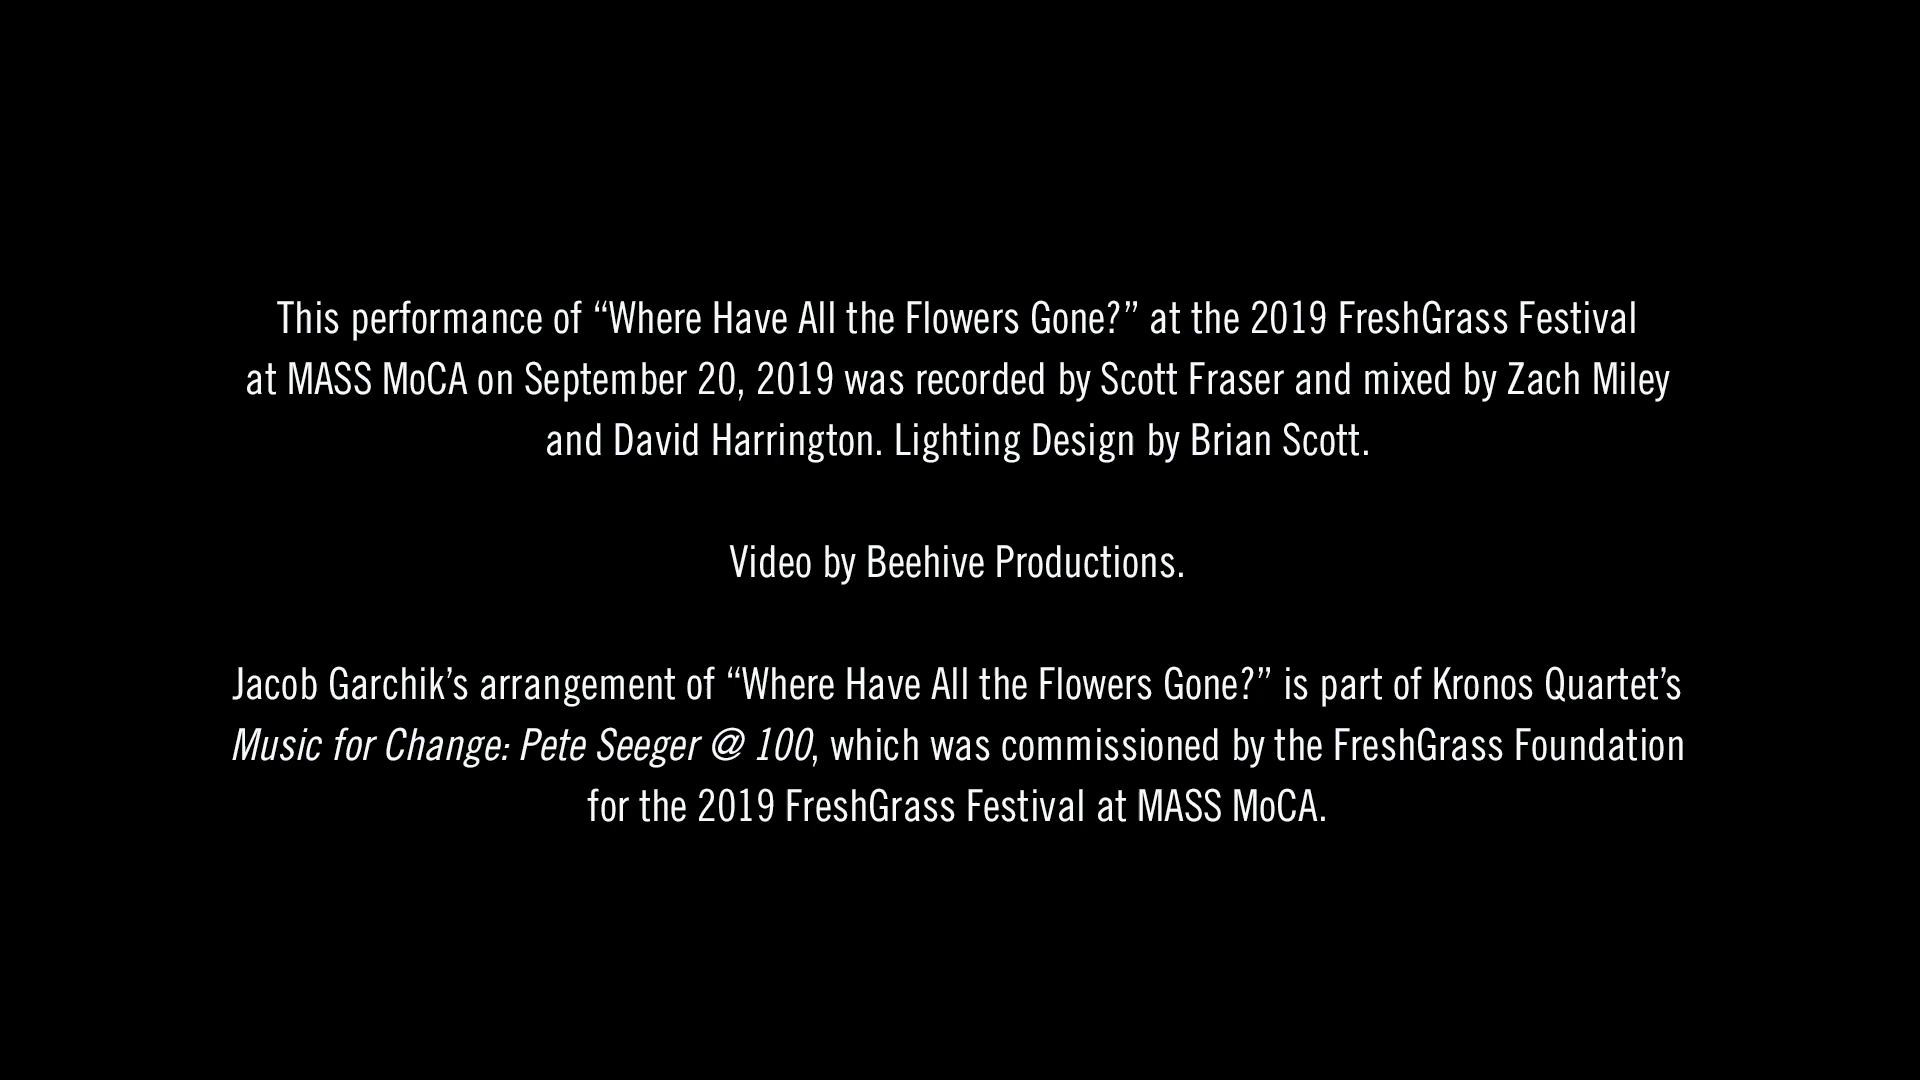 This performance of “Where Have All the Flowers Gone?” at the 2019 FreshGrass Festival
at MASS MoCA on September 20, 2019 was recorded by Scott Fraser and mixed by Zach Miley
and David Harrington. Lighting Design by Brian Scott.
Video by Beehive Productions.
Jacob Garchik’s arrangement of “Where Have All the Flowers Gone?” is part of Kronos Quartet’s
Music for Change: Pete Seeger @ 100, which was commissioned by the FreshGrass Foundation
for the 2019 FreshGrass Festival at MASS MoCA.